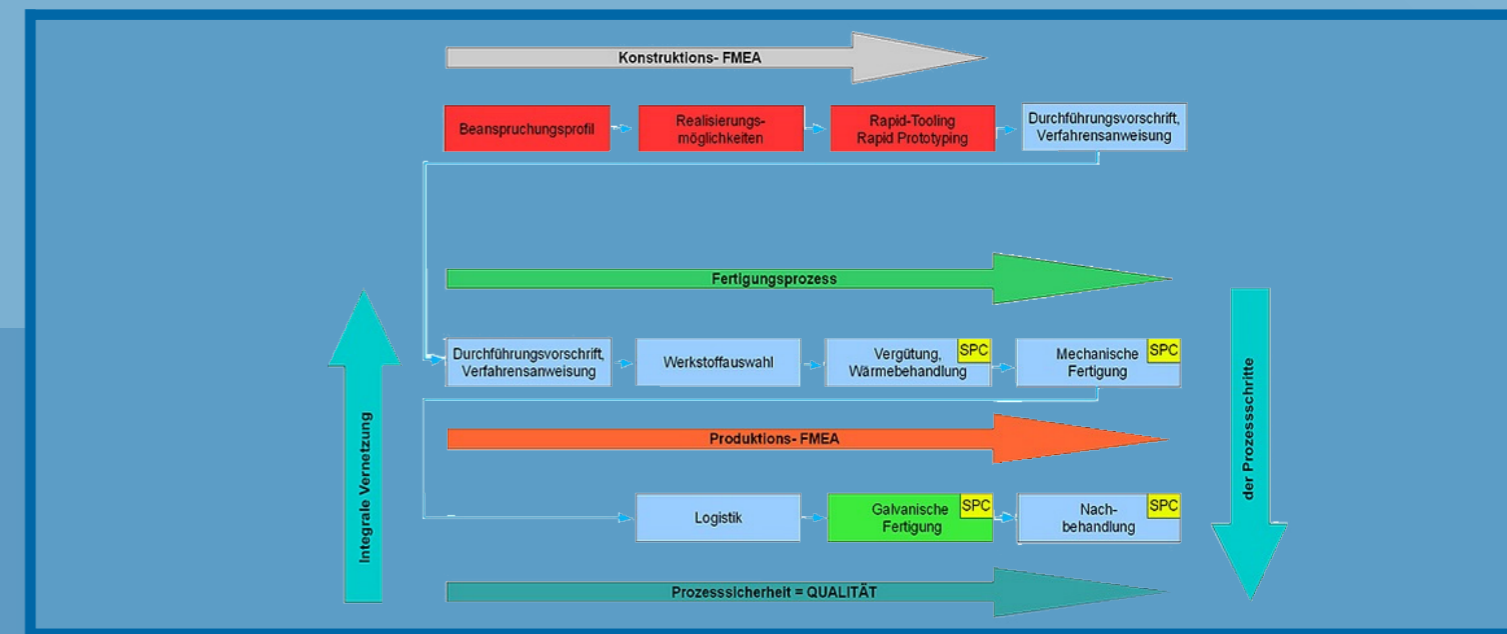 Konstruktions- FMEA
Beanspruchungsprofil
Realisierungs-
möglichkeiten
Rapid-Tooling
Rapid Prototyping
Durchführungsvorschrift,
Verfahrensanweisung
Fertigungsprozess
Durchführungsvorschrift,
Verfahrensanweisung
Werkstoffauswahl
Vergütung,
Wärmebehandlung
SPC
Mechanische
Fertigung
SPC
Produktions- FMEA
Logistik
Galvanische
Fertigung
SPC
Nach-
behandlung
SPC
Prozesssicherheit = QUALITÄT
Integrale Vernetzung
der Prozessschritte